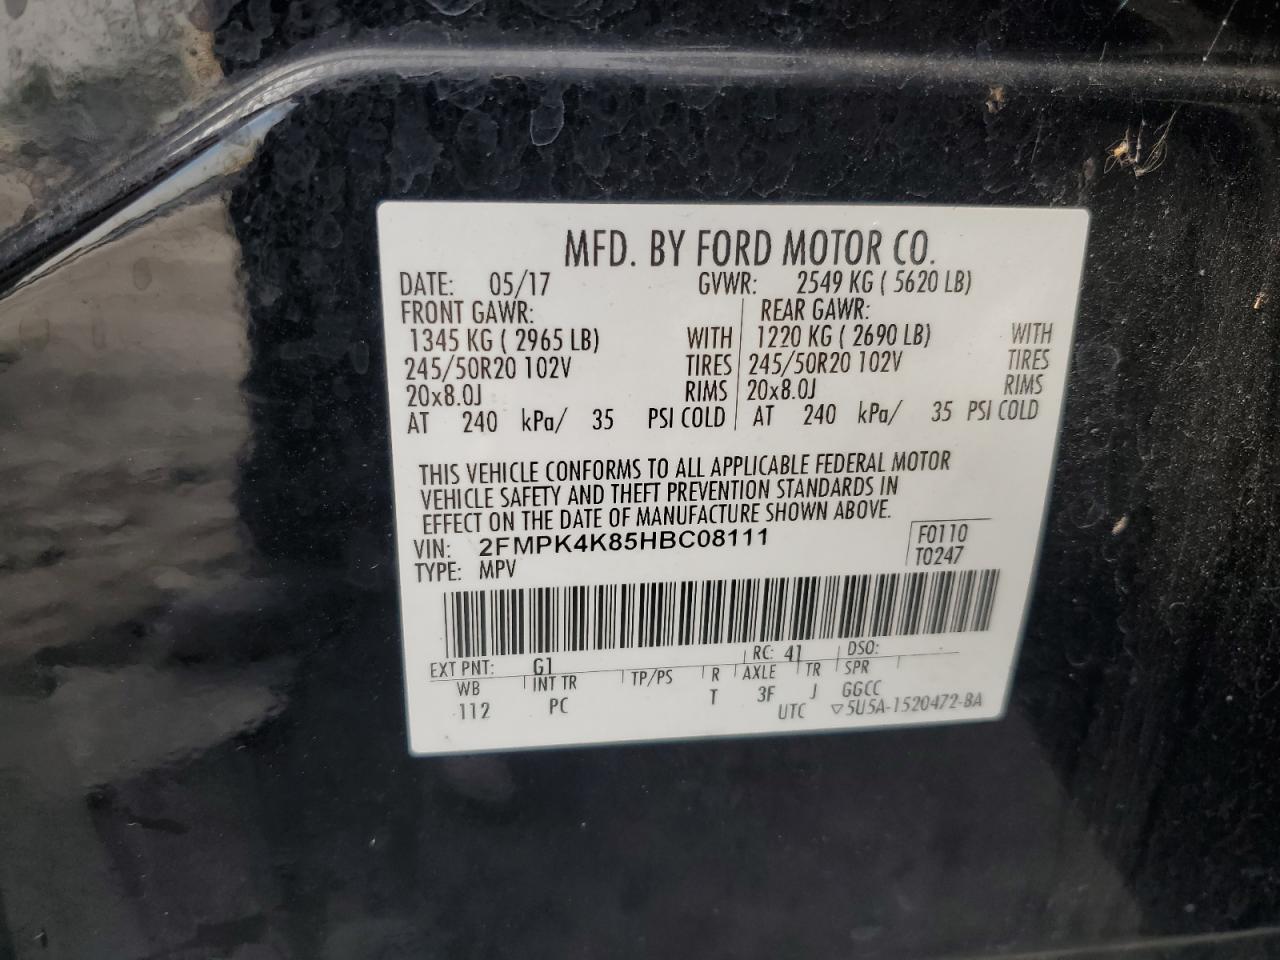 MFD. BY FORD MOTOR CO.
DATE: 05/17 GVWR: 2549 KG ( 5620 LB)
FRONT GAWR: REAR GAWR:
1345 KG ( 2965 LB) WITH 1220 KG ( 2690 LB) WITH
245/50R20 102V TIRES 245/50R20 102V TIRES
20x8.0J RIMS 20x8.0J RIMS
AT 240 kPa/ 35 PSI COLD AT 240 kPa/ 35 PSI COLD
THIS VEHICLE CONFORMS TO ALL APPLICABLE FEDERAL MOTOR
VEHICLE SAFETY AND THEFT PREVENTION STANDARDS IN
EFFECT ON THE DATE OF MANUFACTURE SHOWN ABOVE.
VIN: 2FMPK4K85HBC08111 F0110
TYPE: MPV T0247
EXT PNT: G1 RC: 41 DSO:
WB INT TR TP/PS R AXLE TR SPR
112 PC T 3F J GGCC
UTC ▽5U5A-1520472-BA